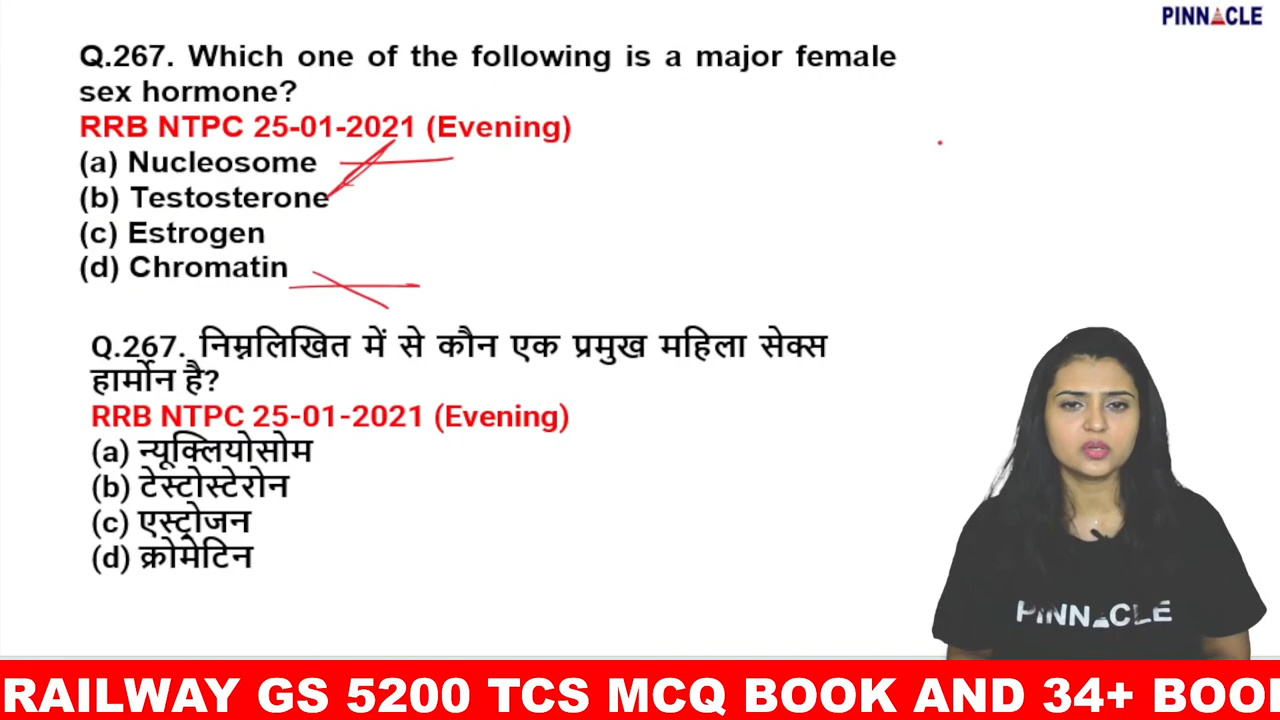 PINNACLE
Q.267. Which one of the following is a major female
sex hormone?
RRB NTPC 25-01-2021 (Evening)
(a) Nucleosome
(b) Testosterone
(c) Estrogen
(d) Chromatin
Q.267. निम्नलिखित में से कौन एक प्रमुख महिला सेक्स
हार्मोन है?
RRB NTPC 25-01-2021 (Evening)
(a) न्यूक्लियोसोम
(b) टेस्टोस्टेरोन
(c) एस्ट्रोजन
(d) क्रोमेटिन
PINNACLE
RAILWAY GS 5200 TCS MCQ BOOK AND 34+ BOO